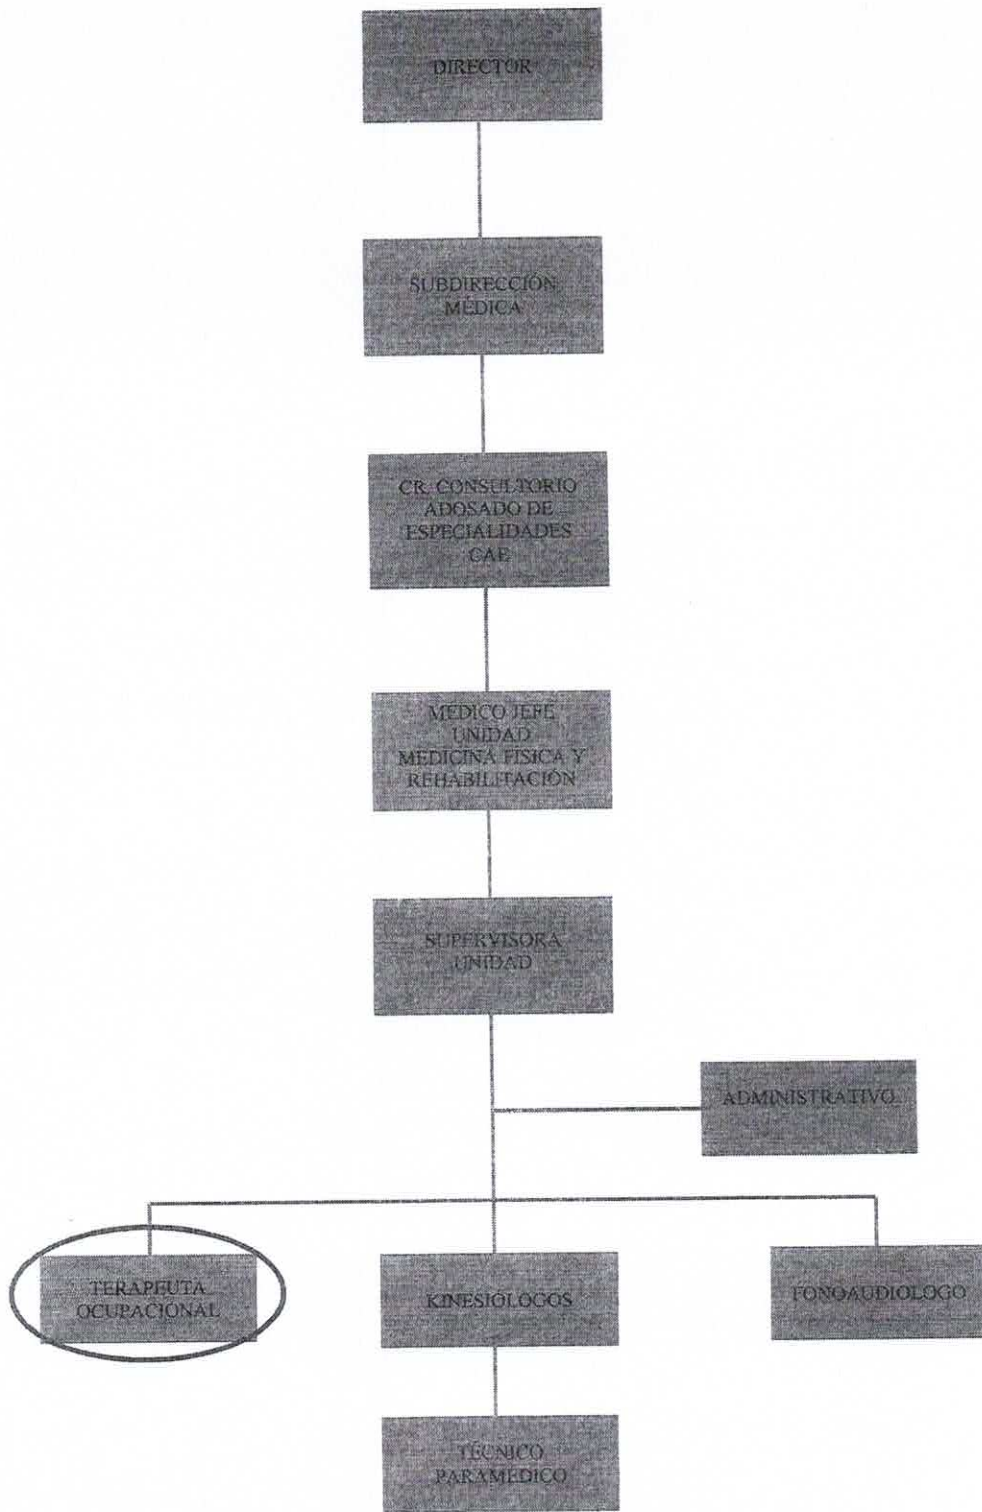 DIRECTOR
SUBDIRECCIÓN
MÉDICA
CR. CONSULTORIO
ADOSADO DE
ESPECIALIDADES
CAE
MEDICO JEFE
UNIDAD
MEDICINA FÍSICA Y
REHABILITACIÓN
SUPERVISORA
UNIDAD
ADMINISTRATIVO
TERAPEUTA
OCUPACIONAL
KINESIÓLOGOS
FONOAUDIOLOGO
TÉCNICO
PARAMEDICO